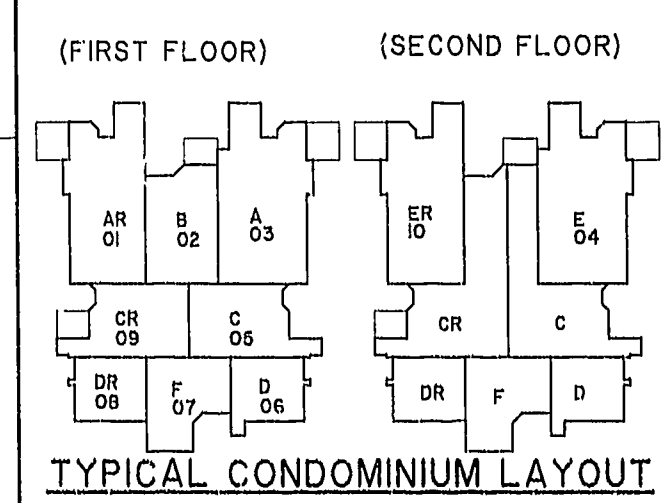 (FIRST FLOOR)
(SECOND FLOOR)
AR
01
B
02
A
03
CR
09
C
05
DR
08
F
07
D
06
ER
10
E
04
CR
C
DR
F
D
TYPICAL CONDOMINIUM LAYOUT